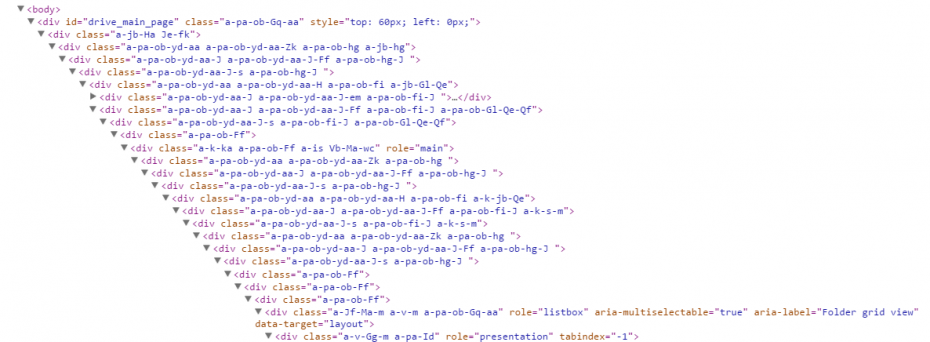 <body>
<div id="drive_main_page" class="a-pa-ob-Gq-aa" style="top: 60px; left: 0px;">
<div class="a-jb-Ha Je-fk">
<div class="a-pa-ob-yd-aa a-pa-ob-yd-aa-Zk a-pa-ob-hg a-jb-hg">
<div class="a-pa-ob-yd-aa-J a-pa-ob-yd-aa-J-Ff a-pa-ob-hg-J ">
<div class="a-pa-ob-yd-aa-J-s a-pa-ob-hg-J ">
<div class="a-pa-ob-yd-aa a-pa-ob-yd-aa-H a-pa-ob-fi a-jb-Gl-Qe">
<div class="a-pa-ob-yd-aa-J a-pa-ob-yd-aa-J-em a-pa-ob-fi-J ">…</div>
<div class="a-pa-ob-yd-aa-J a-pa-ob-yd-aa-J-Ff a-pa-ob-fi-J a-pa-ob-Gl-Qe-Qf">
<div class="a-pa-ob-yd-aa-J-s a-pa-ob-fi-J a-pa-ob-Gl-Qe-Qf">
<div class="a-pa-ob-Ff">
<div class="a-k-ka a-pa-ob-Ff a-is Vb-Ma-wc" role="main">
<div class="a-pa-ob-yd-aa a-pa-ob-yd-aa-Zk a-pa-ob-hg ">
<div class="a-pa-ob-yd-aa-J a-pa-ob-yd-aa-J-Ff a-pa-ob-hg-J ">
<div class="a-pa-ob-yd-aa-J-s a-pa-ob-hg-J ">
<div class="a-pa-ob-yd-aa a-pa-ob-yd-aa-H a-pa-ob-fi a-k-jb-Qe">
<div class="a-pa-ob-yd-aa-J a-pa-ob-yd-aa-J-Ff a-pa-ob-fi-J a-k-s-m">
<div class="a-pa-ob-yd-aa-J-s a-pa-ob-fi-J a-k-s-m">
<div class="a-pa-ob-yd-aa a-pa-ob-yd-aa-Zk a-pa-ob-hg ">
<div class="a-pa-ob-yd-aa-J a-pa-ob-yd-aa-J-Ff a-pa-ob-hg-J ">
<div class="a-pa-ob-yd-aa-J-s a-pa-ob-hg-J ">
<div class="a-pa-ob-Ff">
<div class="a-pa-ob-Ff">
<div class="a-pa-ob-Ff">
<div class="a-Jf-Ma-m a-v-m a-pa-ob-Gq-aa" role="listbox" aria-multiselectable="true" aria-label="Folder grid view"
data-target="layout">
<div class="a-v-Gg-m a-pa-Id" role="presentation" tabindex="-1">